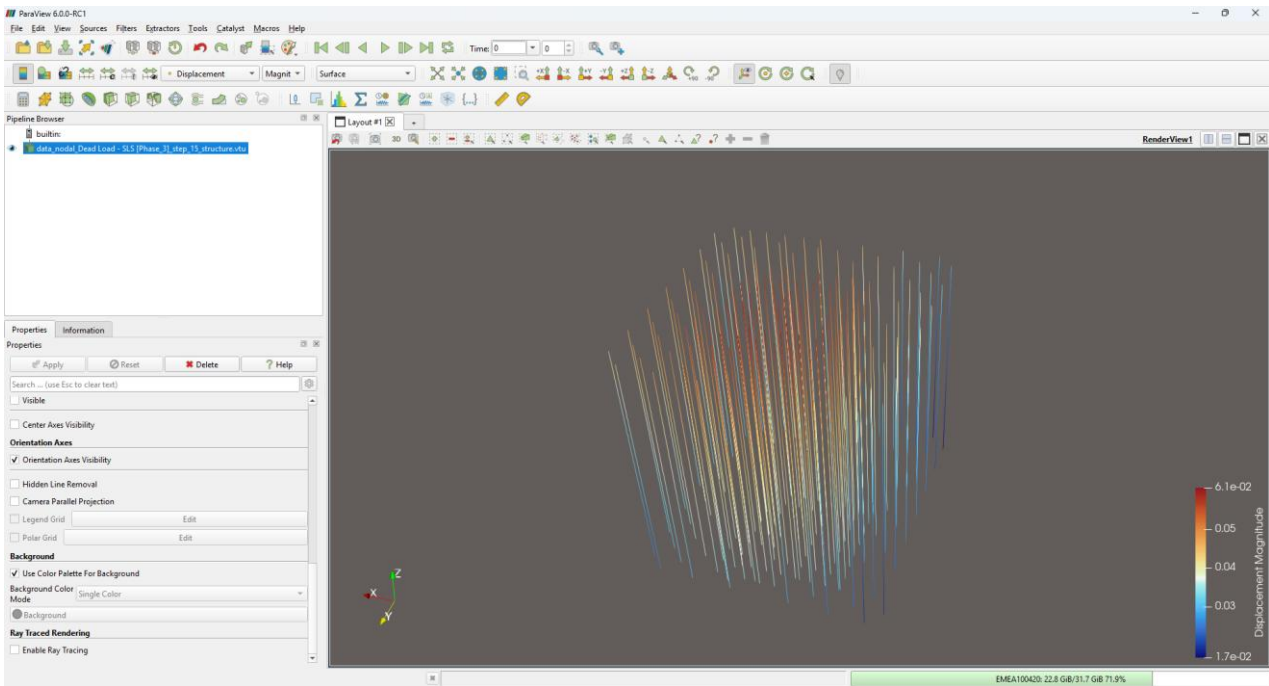 ParaView 6.0.0-RC1
File Edit View Sources Filters Extractors Tools Catalyst Macros Help
Time: 0 0
Displacement Magnit Surface
Pipeline Browser
builtin:
data_nodal_Dead Load - SLS [Phase_3]_step_15_structure.vtu
Layout #1
3D
RenderView1
Properties Information
Properties
Apply Reset Delete ? Help
Search ... (use Esc to clear text)
Visible
Center Axes Visibility
Orientation Axes
Orientation Axes Visibility
Hidden Line Removal
Camera Parallel Projection
Legend Grid Edit
Polar Grid Edit
Background
Use Color Palette For Background
Background Color Mode Single Color
Background
Ray Traced Rendering
Enable Ray Tracing
Z
X
Y
6.1e-02
0.05
0.04
0.03
1.7e-02
Displacement Magnitude
EMEA100420: 22.8 GiB/31.7 GiB 71.9%